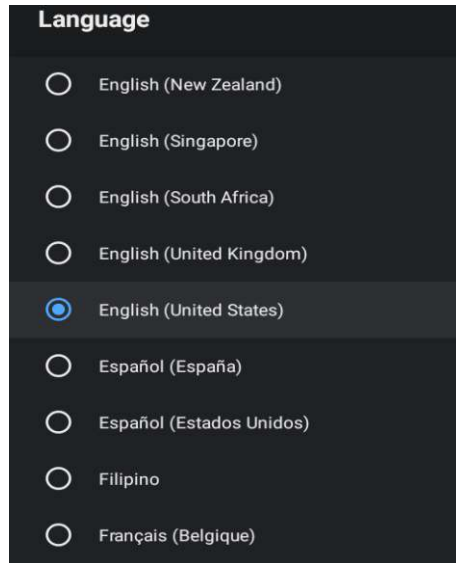 Language
English (New Zealand)
English (Singapore)
English (South Africa)
English (United Kingdom)
English (United States)
Español (España)
Español (Estados Unidos)
Filipino
Français (Belgique)